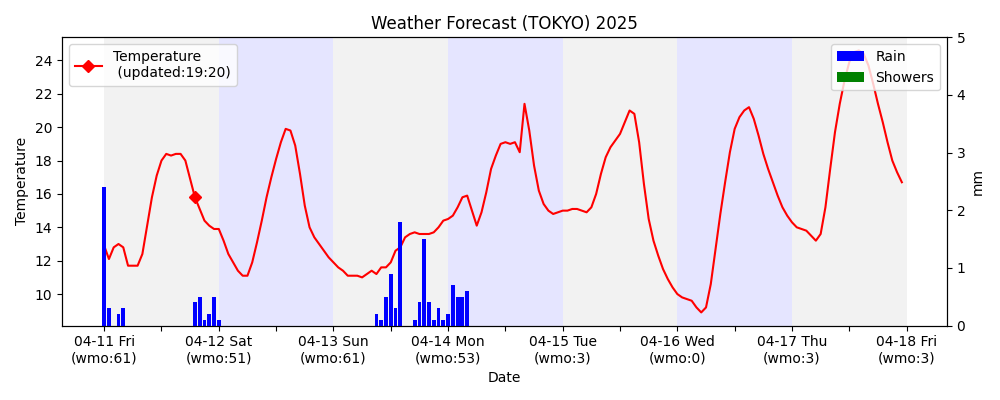 Weather Forecast (TOKYO) 2025
Temperature
(updated:19:20)
Rain
Showers
Temperature
24
22
20
18
16
14
12
10
5
4
3
2
1
0
mm
04-11 Fri
(wmo:61)
04-12 Sat
(wmo:51)
04-13 Sun
(wmo:61)
04-14 Mon
(wmo:53)
04-15 Tue
(wmo:3)
04-16 Wed
(wmo:0)
04-17 Thu
(wmo:3)
04-18 Fri
(wmo:3)
Date